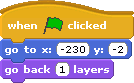 when clicked
go to x: -230 y: -2
go back 1 layers